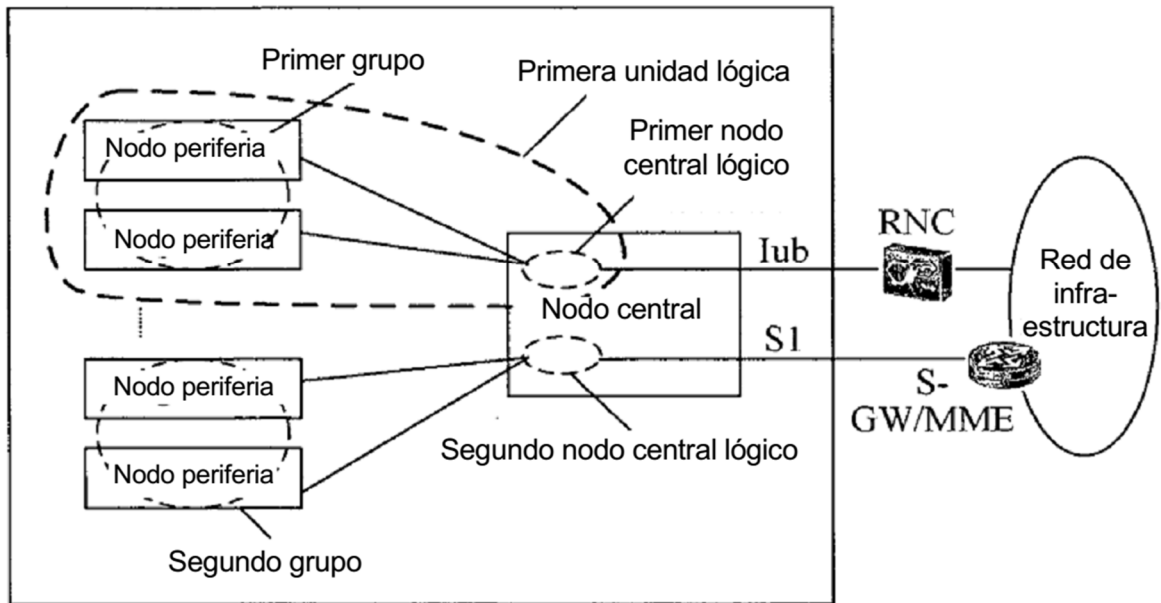 Primer grupo
Primera unidad lógica
Nodo periferia
Primer nodo
central lógico
Nodo periferia
RNC
Iub
Red de
infra-
estructura
Nodo central
S1
Nodo periferia
S-
GW/MME
Segundo nodo central lógico
Nodo periferia
Segundo grupo